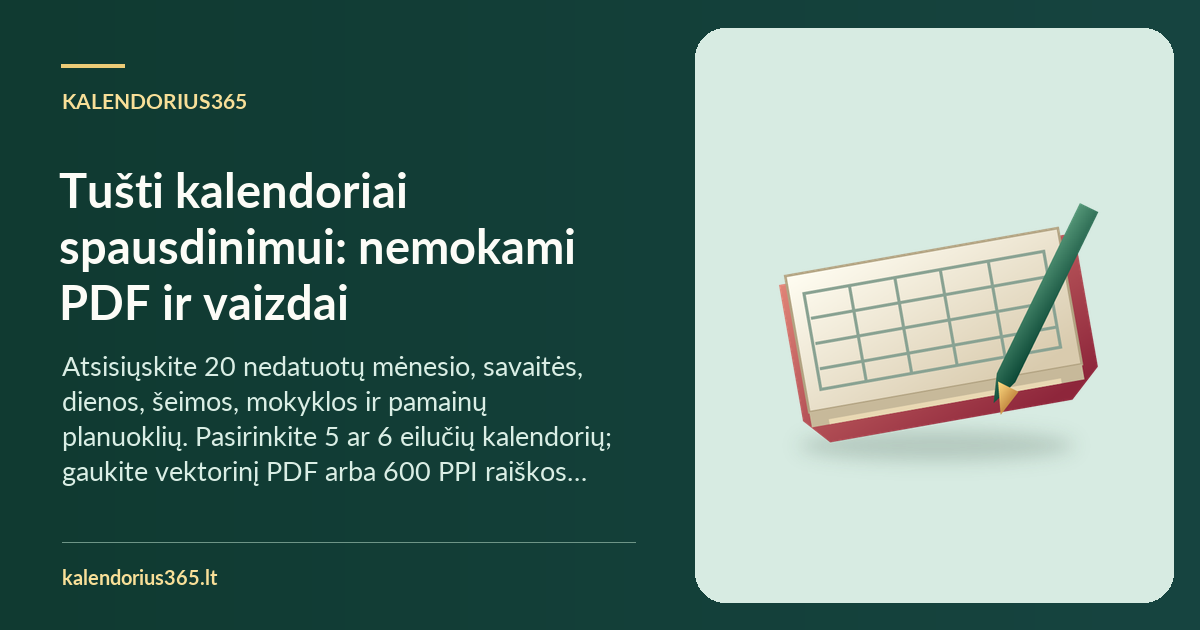 KALENDORIUS365
Tušti kalendoriai
spausdinimui: nemokami
PDF ir vaizdai
Atsisiųskite 20 nedatuotų mėnesio, savaitės,
dienos, šeimos, mokyklos ir pamainų
planuoklių. Pasirinkite 5 ar 6 eilučių kalendorių;
gaukite vektorinį PDF arba 600 PPI raiškos...
kalendorius365.lt